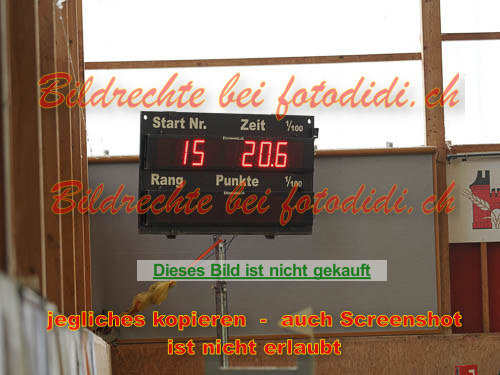 Bildrechte bei fotodidi.ch
Start Nr. Zeit 1/100
15 20.6
Rang Punkte 1/100
Bildrechte bei fotodidi.ch
Dieses Bild ist nicht gekauft
jegliches kopieren - auch Screenshot
ist nicht erlaubt